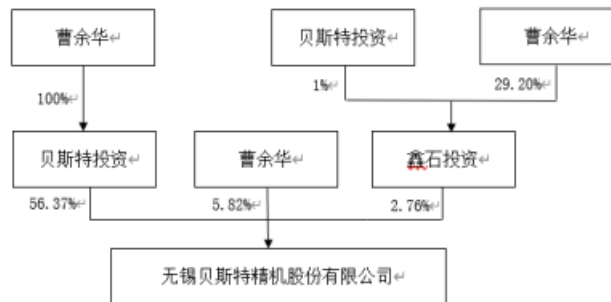 曹余华
贝斯特投资
曹余华
100%
1%
29.20%
贝斯特投资
曹余华
鑫石投资
56.37%
5.82%
2.76%
无锡贝斯特精机股份有限公司